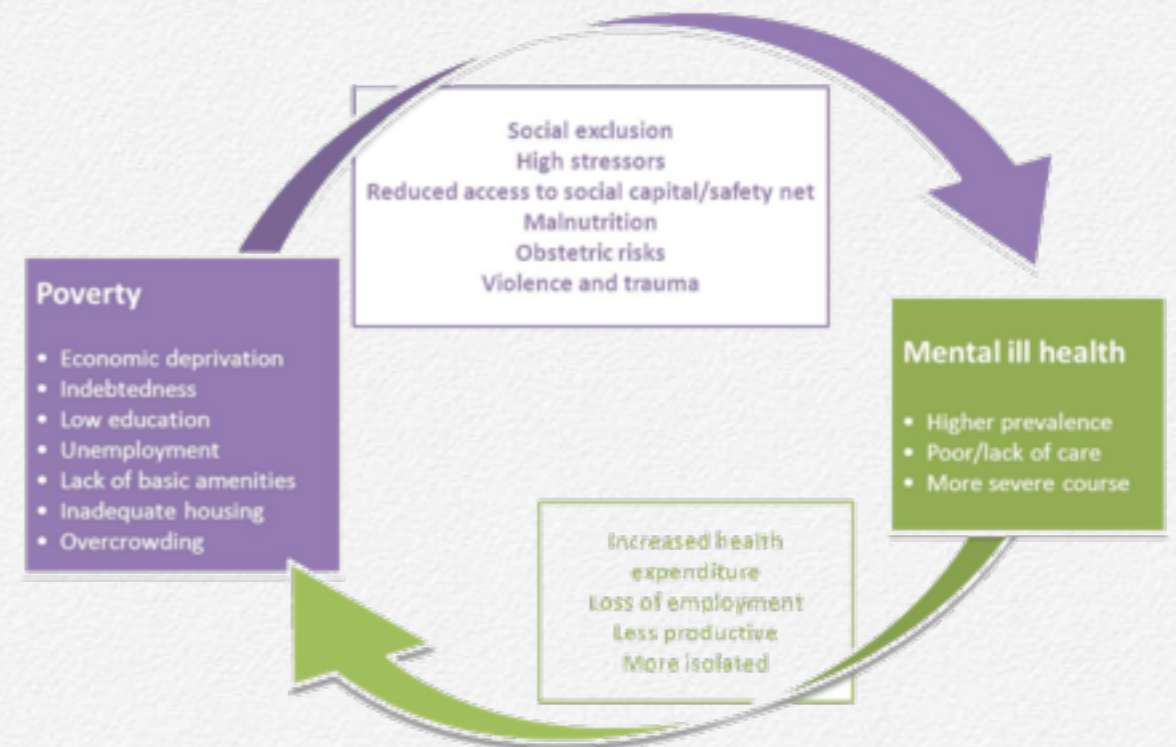 Social exclusion
High stressors
Reduced access to social capital/safety net
Malnutrition
Obstetric risks
Violence and trauma
Poverty
• Economic deprivation
• Indebtedness
• Low education
• Unemployment
• Lack of basic amenities
• Inadequate housing
• Overcrowding
Mental ill health
• Higher prevalence
• Poor/lack of care
• More severe course
Increased health
expenditure
Loss of employment
Less productive
More isolated